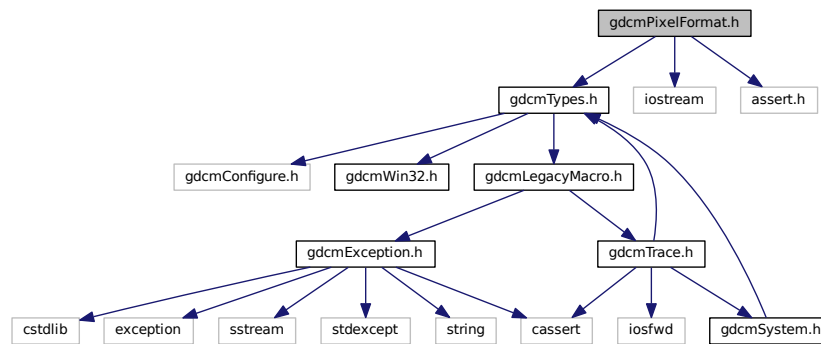 gdcmPixelFormat.h
gdcmTypes.h
iostream
assert.h
gdcmConfigure.h
gdcmWin32.h
gdcmLegacyMacro.h
gdcmException.h
gdcmTrace.h
cstdlib
exception
sstream
stdexcept
string
cassert
iosfwd
gdcmSystem.h